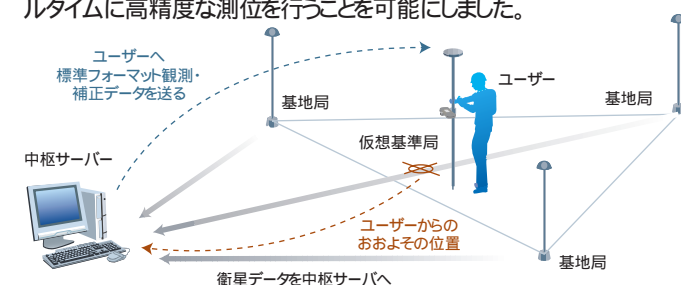 ルタイムに高精度な測位を行うことを可能にしました。
ユーザーへ
標準フォーマット観測・
補正データを送る
基地局
ユーザー
基地局
仮想基準局
中枢サーバー
ユーザーからの
おおよその位置
基地局
衛星データを中枢サーバへ